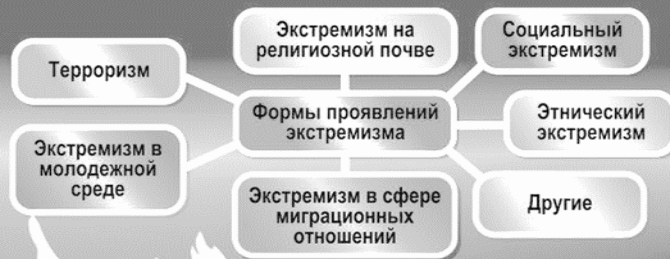 Экстремизм на
религиозной почве
Социальный
экстремизм
Терроризм
Формы проявлений
экстремизма
Этнический
экстремизм
Экстремизм в
молодежной
среде
Экстремизм в сфере
миграционных
отношений
Другие